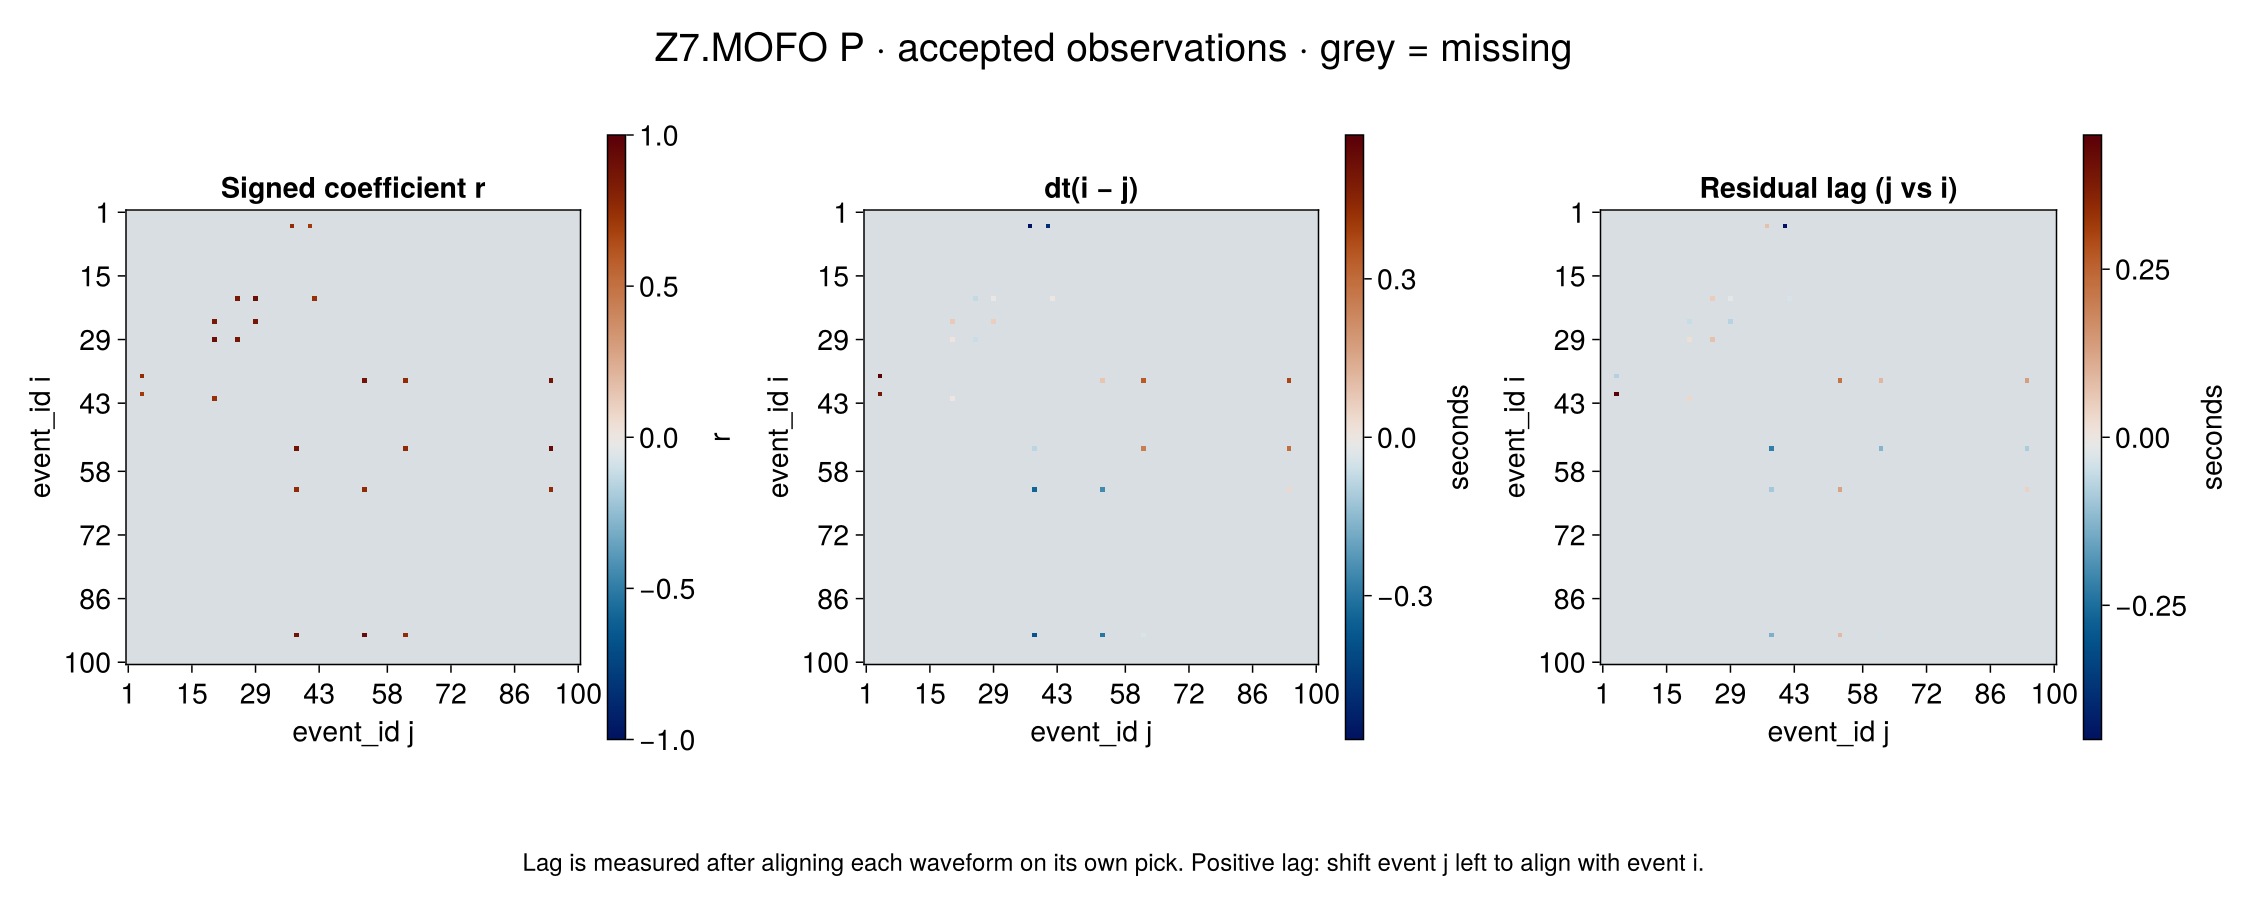 Z7.MOFO P · accepted observations · grey = missing
Signed coefficient r
event_id i
1
15
29
43
58
72
86
100
1 15 29 43 58 72 86 100
event_id j
1.0
0.5
0.0
−0.5
−1.0
r
dt(i − j)
event_id i
1
15
29
43
58
72
86
100
1 15 29 43 58 72 86 100
event_id j
0.3
0.0
−0.3
seconds
Residual lag (j vs i)
event_id i
1
15
29
43
58
72
86
100
1 15 29 43 58 72 86 100
event_id j
0.25
0.00
−0.25
seconds
Lag is measured after aligning each waveform on its own pick. Positive lag: shift event j left to align with event i.